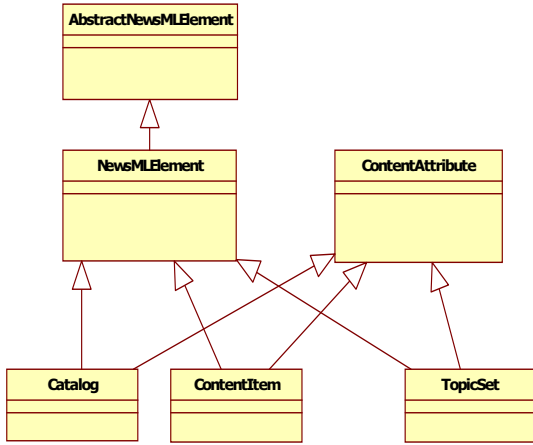 AbstractNewsMLElement
NewsMLElement
ContentAttribute
Catalog
ContentItem
TopicSet